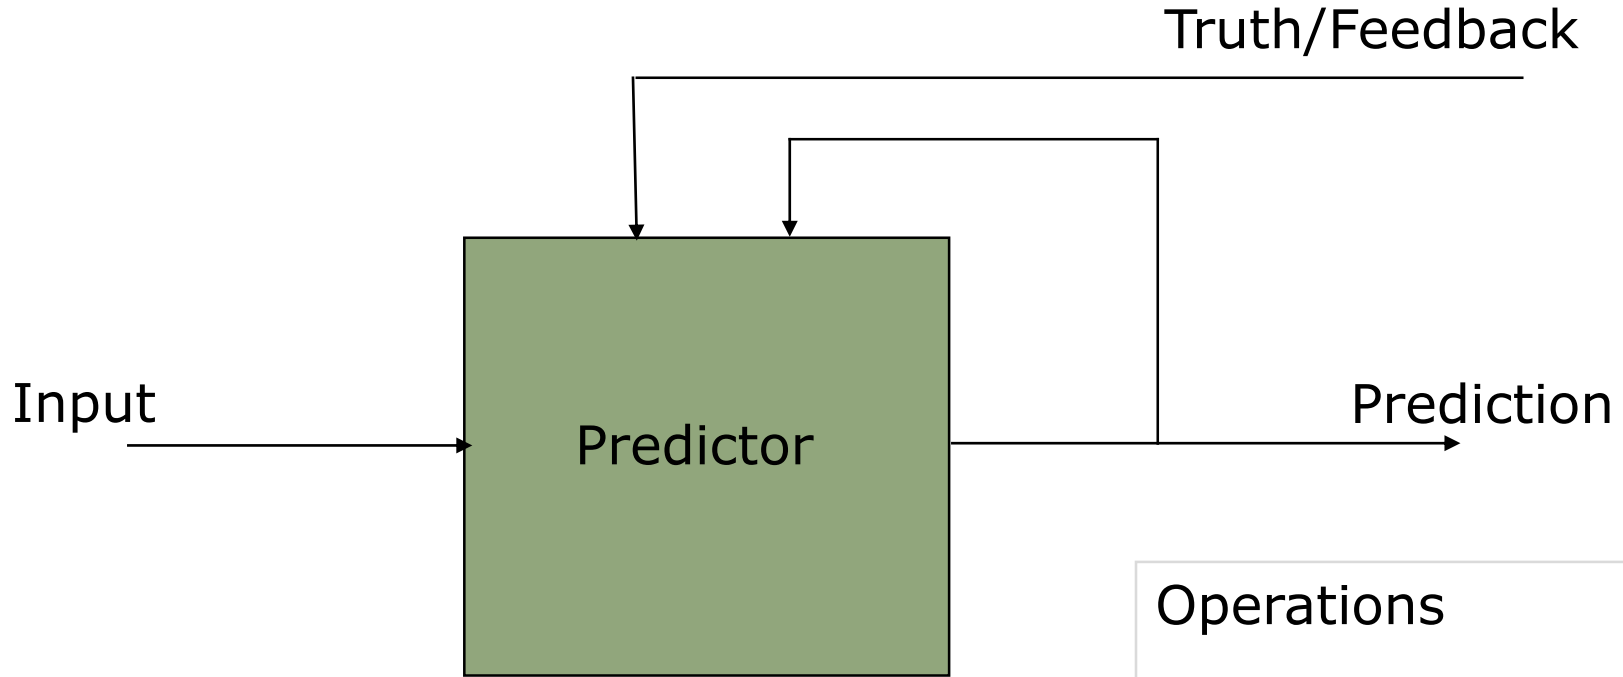 Truth/Feedback
Input
Prediction
Predictor
Operations